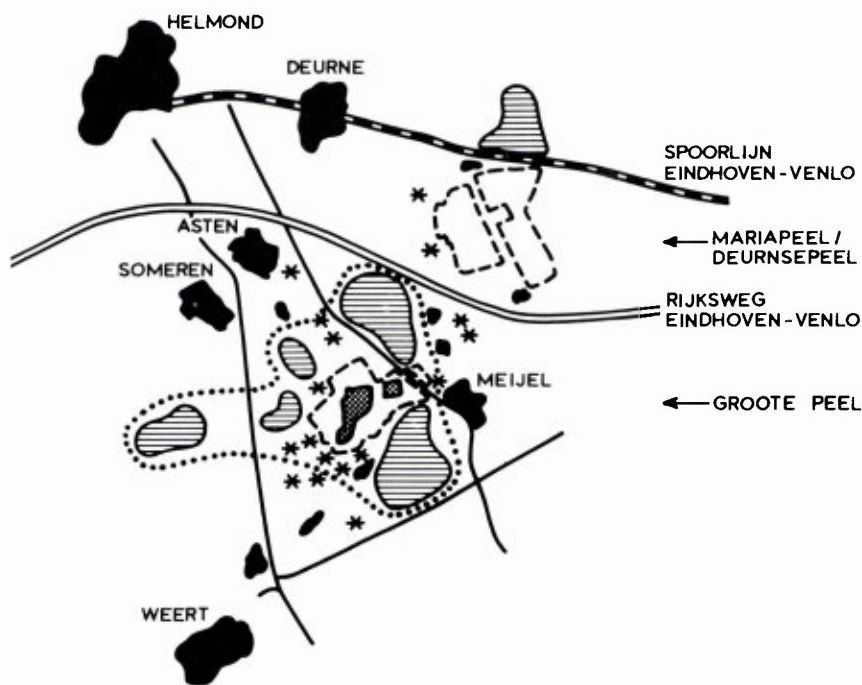 HELMOND
DEURNE
SPOORLIJN
EINDHOVEN-VENLO
ASTEN
MARIAPEEL/
DEURNSEPEEL
SOMEREN
RIJKSWEG
EINDHOVEN-VENLO
MEIJEL
GROOTE PEEL
WEERT